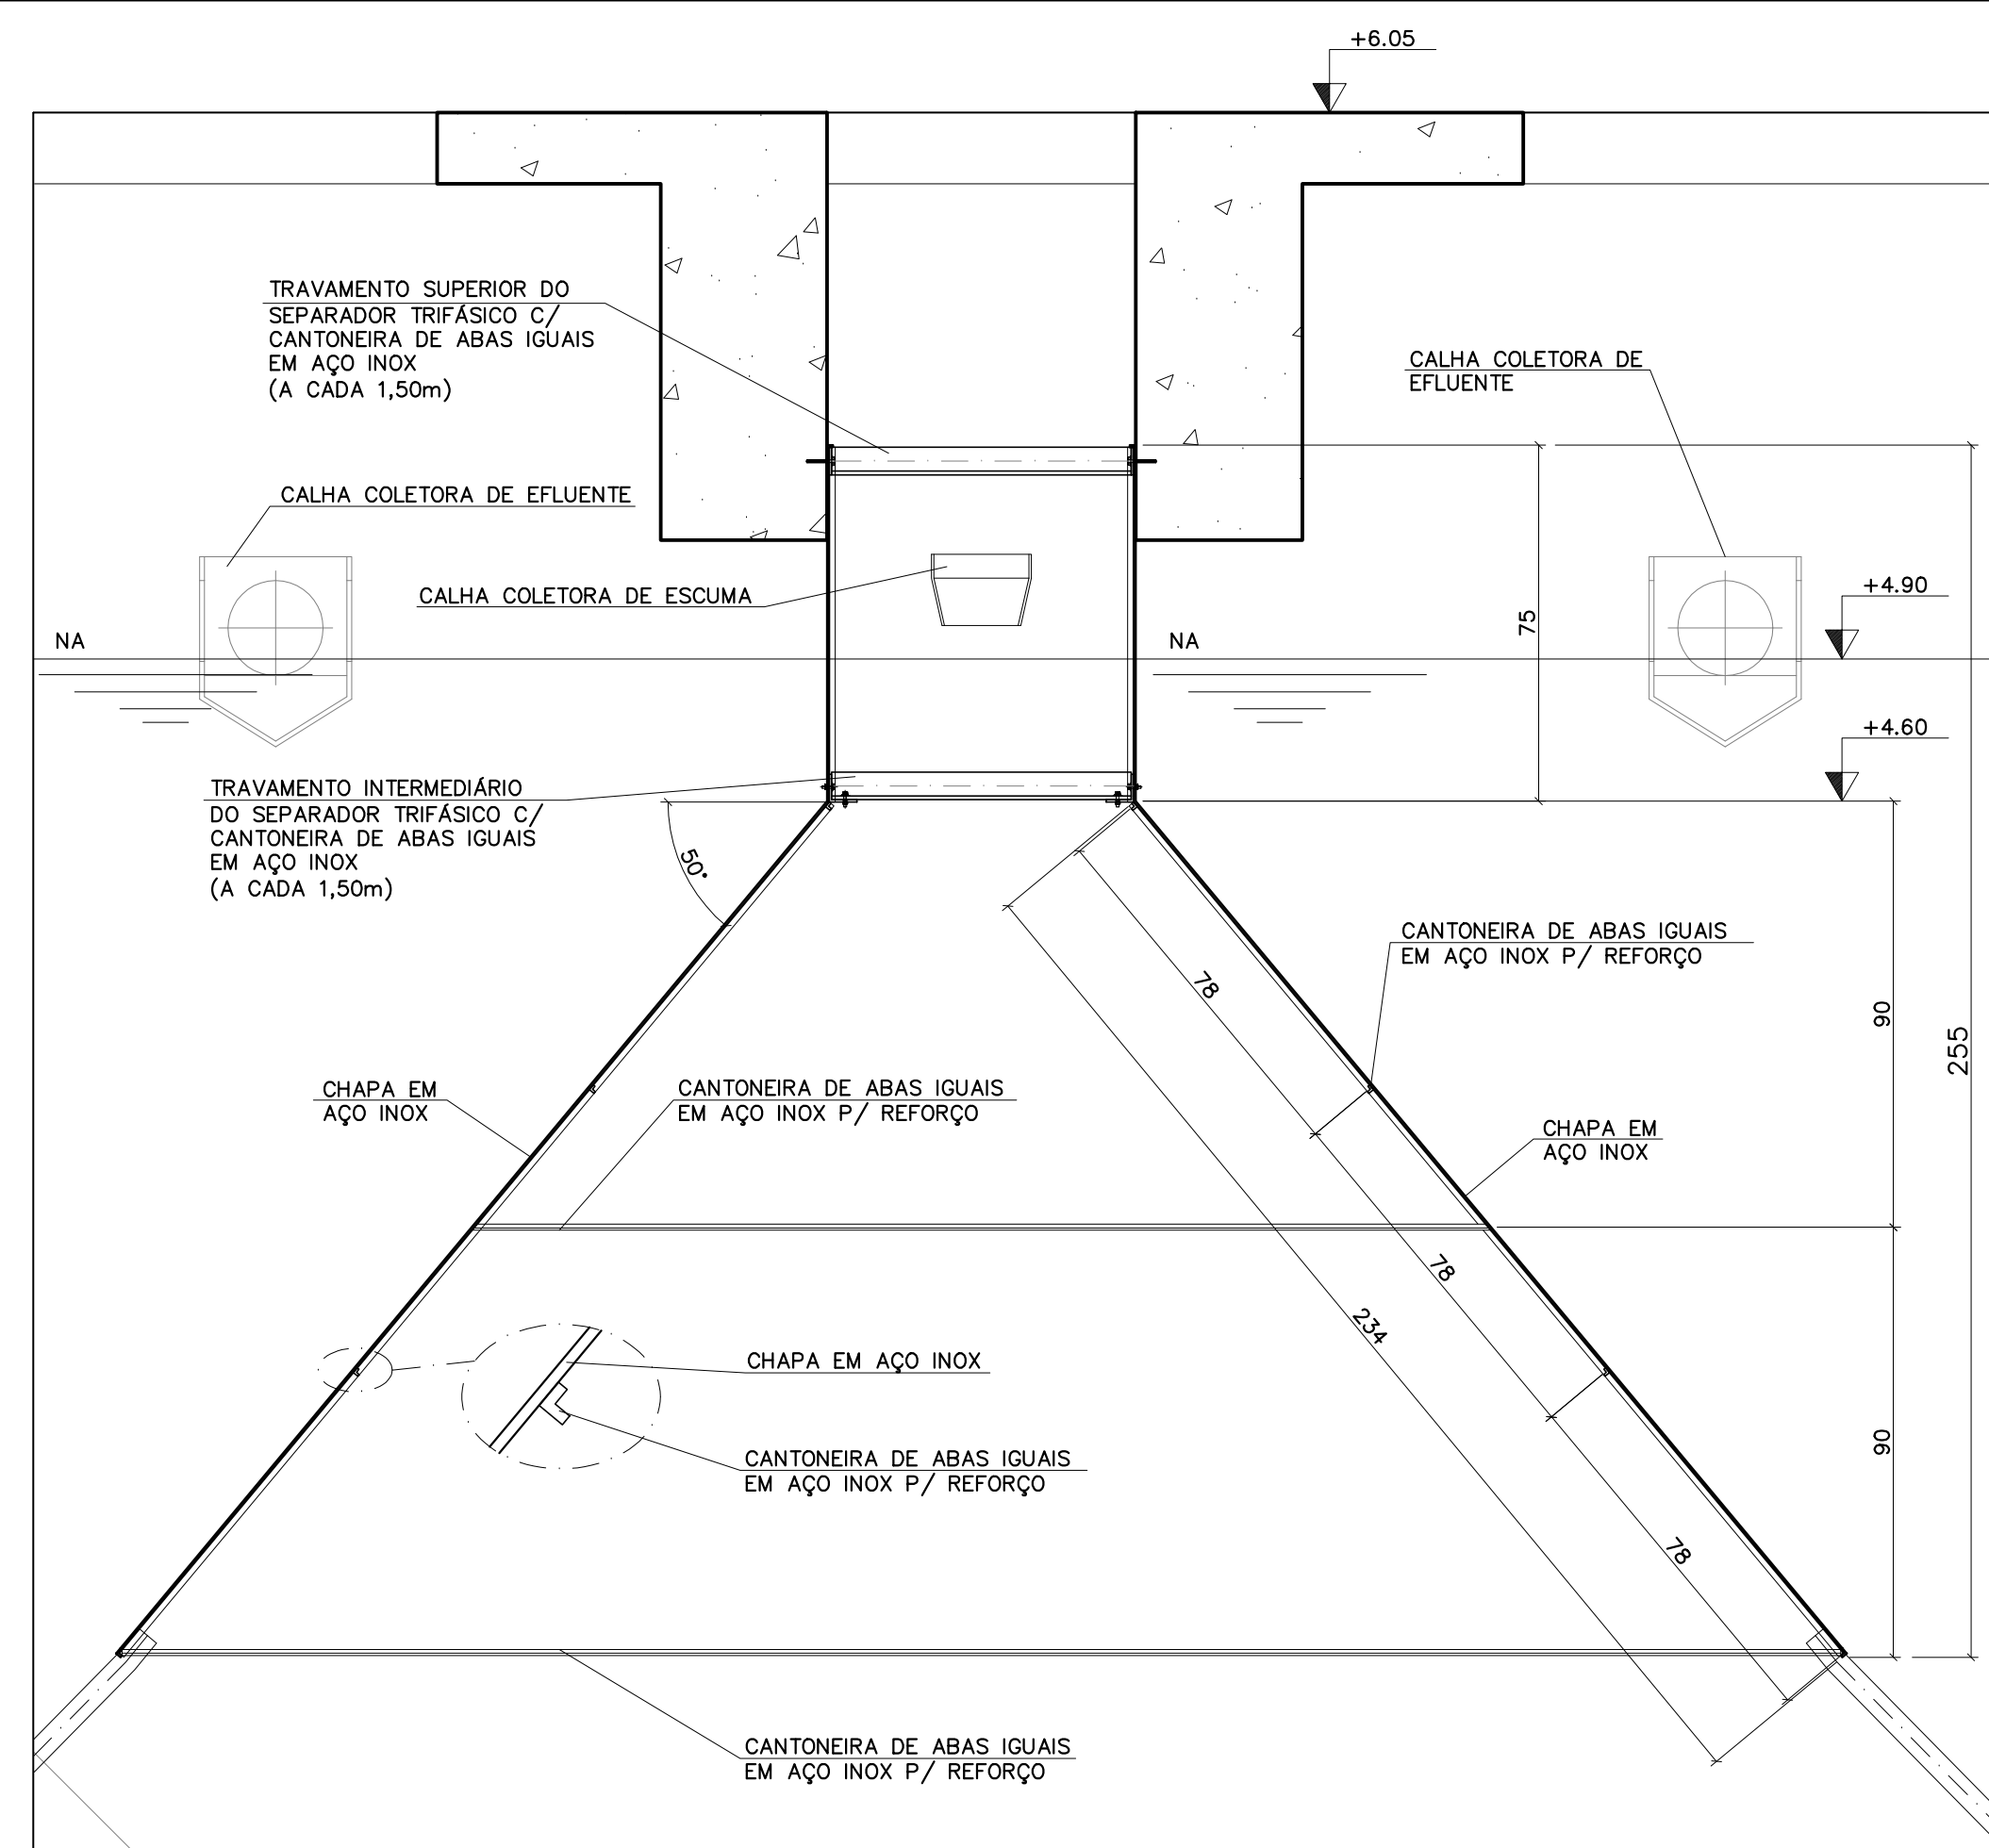 +6.05
TRAVAMENTO SUPERIOR DO
SEPARADOR TRIFÁSICO C/
CANTONEIRA DE ABAS IGUAIS
EM AÇO INOX
(A CADA 1,50m)
CALHA COLETORA DE
EFLUENTE
CALHA COLETORA DE EFLUENTE
CALHA COLETORA DE ESCUMA
+4.90
75
NA
NA
+4.60
TRAVAMENTO INTERMEDIÁRIO
DO SEPARADOR TRIFÁSICO C/
CANTONEIRA DE ABAS IGUAIS
EM AÇO INOX
(A CADA 1,50m)
50°
CANTONEIRA DE ABAS IGUAIS
EM AÇO INOX P/ REFORÇO
78
90
255
CHAPA EM
AÇO INOX
CANTONEIRA DE ABAS IGUAIS
EM AÇO INOX P/ REFORÇO
CHAPA EM
AÇO INOX
78
234
CHAPA EM AÇO INOX
90
CANTONEIRA DE ABAS IGUAIS
EM AÇO INOX P/ REFORÇO
78
CANTONEIRA DE ABAS IGUAIS
EM AÇO INOX P/ REFORÇO